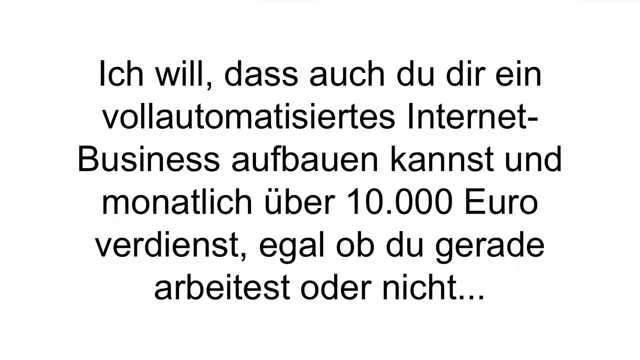 Ich will, dass auch du dir ein
vollautomatisiertes Internet-
Business aufbauen kannst und
monatlich über 10.000 Euro
verdienst, egal ob du gerade
arbeitest oder nicht...